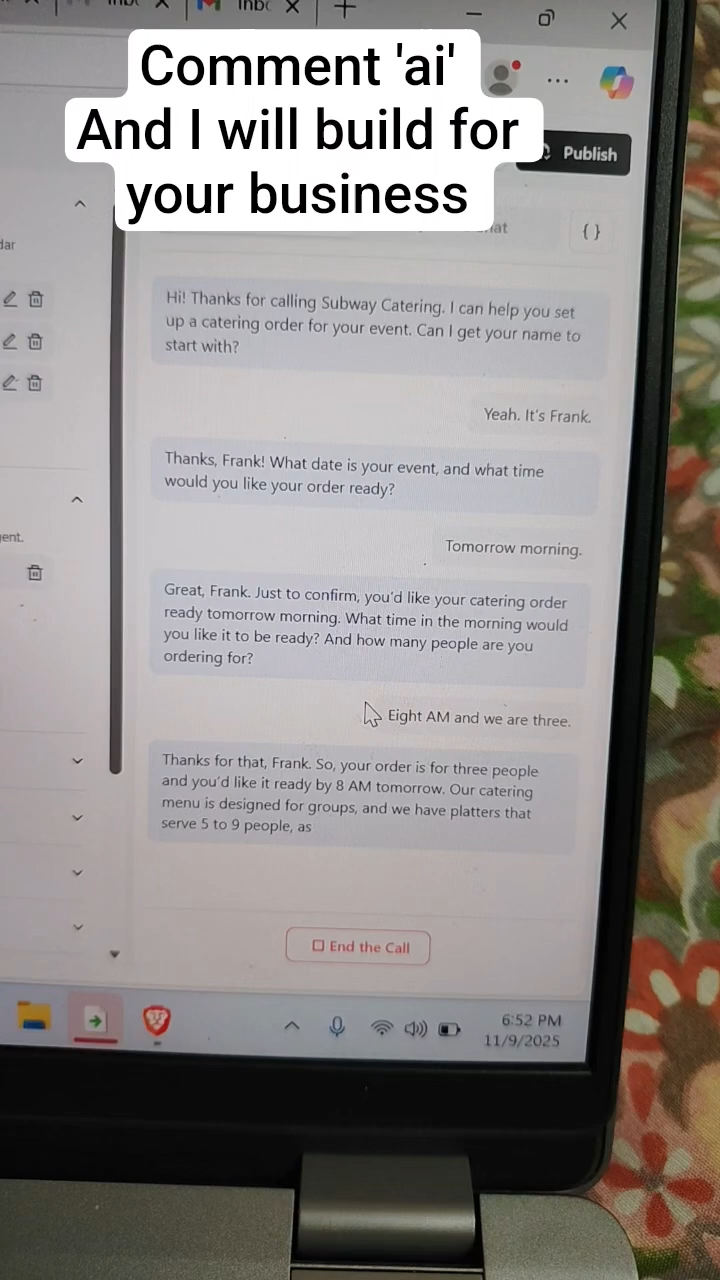 Comment 'ai'
And I will build for
your business
Publish
{ }
Hi! Thanks for calling Subway Catering. I can help you set
up a catering order for your event. Can I get your name to
start with?
Yeah. It's Frank.
Thanks, Frank! What date is your event, and what time
would you like your order ready?
Tomorrow morning.
Great, Frank. Just to confirm, you'd like your catering order
ready tomorrow morning. What time in the morning would
you like it to be ready? And how many people are you
ordering for?
Eight AM and we are three.
Thanks for that, Frank. So, your order is for three people
and you'd like it ready by 8 AM tomorrow. Our catering
menu is designed for groups, and we have platters that
serve 5 to 9 people, as
End the Call
6:52 PM
11/9/2025